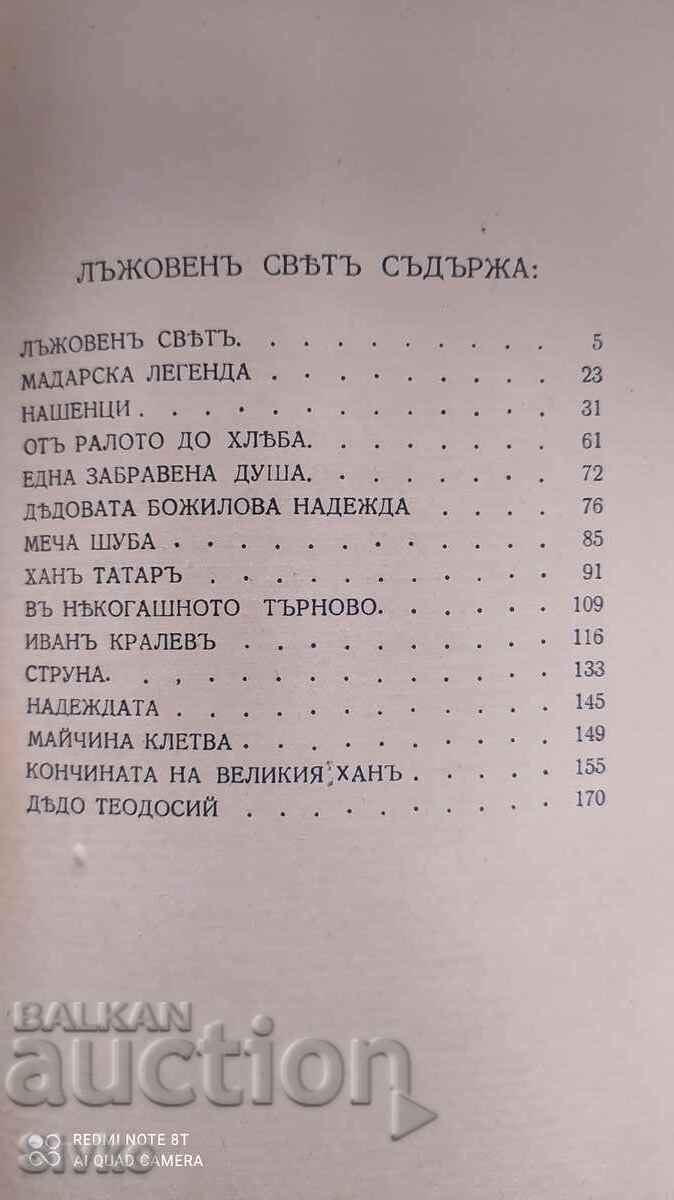 ЛЪЖОВЕНЪ СВѢТЪ СЪДЪРЖА:
ЛЪЖОВЕНЪ СВѢТЪ. . . . . . . . . . 5
МАДАРСКА ЛЕГЕНДА . . . . . . . . . 23
НАШЕНЦИ . . . . . . . . . . . . . 31
ОТЪ РАЛОТО ДО ХЛѢБА. . . . . . . . 61
ЕДНА ЗАБРАВЕНА ДУША. . . . . . . . 72
ДѢДОВАТА БОЖИЛОВА НАДЕЖДА . . . . 76
МЕЧА ШУБА . . . . . . . . . . . . 85
ХАНЪ ТАТАРЪ . . . . . . . . . . . 91
ВЪ НѢКОГАШНОТО ТЪРНОВО. . . . . . 109
ИВАНЪ КРАЛЕВЪ . . . . . . . . . . 116
СТРУНА. . , . . . . . . . . . . . 133
НАДЕЖДАТА . . . . . . . . . . . . 145
МАЙЧИНА КЛЕТВА . . . . . . . . . . 149
КОНЧИНАТА НА ВЕЛИКИЯ ХАНЪ . . . . . 155
ДѢДО ТЕОДОСИЙ . . . . . . . . . . 170
BALKAN
auction
REDMI NOTE 8T
AI QUAD CAMERA